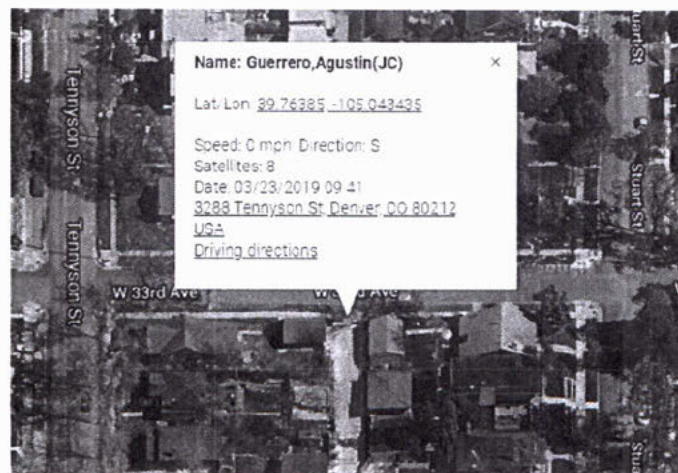 Name: Guerrero,Agustin(JC) ×
Lat/Lon: 39.76385, -105.043435
Speed: 0 mph Direction: S
Satellites: 8
Date: 03/23/2019 09:41
3288 Tennyson St, Denver, CO 80212
USA
Driving directions
Tennyson St
Tennyson St
Stuart St
W 33rd Ave
Ave